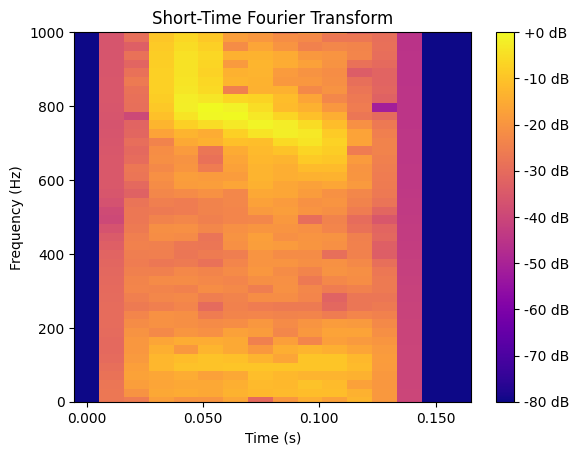 Short-Time Fourier Transform
Frequency (Hz)
1000
800
600
400
200
0
0.000
0.050
0.100
0.150
Time (s)
+0 dB
-10 dB
-20 dB
-30 dB
-40 dB
-50 dB
-60 dB
-70 dB
-80 dB